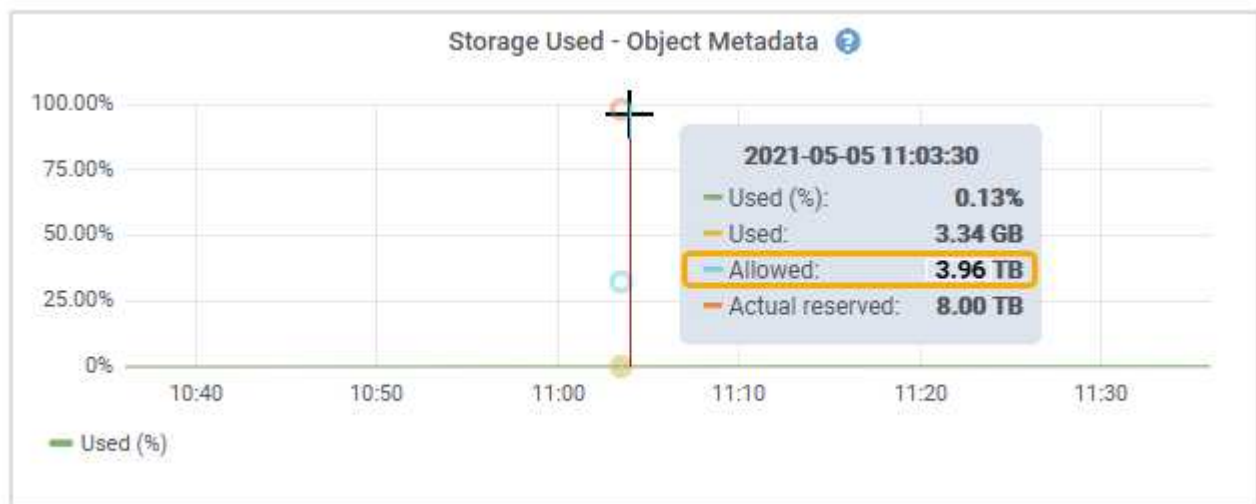 Storage Used - Object Metadata ?
100.00%
75.00%
50.00%
25.00%
0%
10:40 10:50 11:00 11:10 11:20 11:30
2021-05-05 11:03:30
Used (%): 0.13%
Used: 3.34 GB
Allowed: 3.96 TB
Actual reserved: 8.00 TB
Used (%)